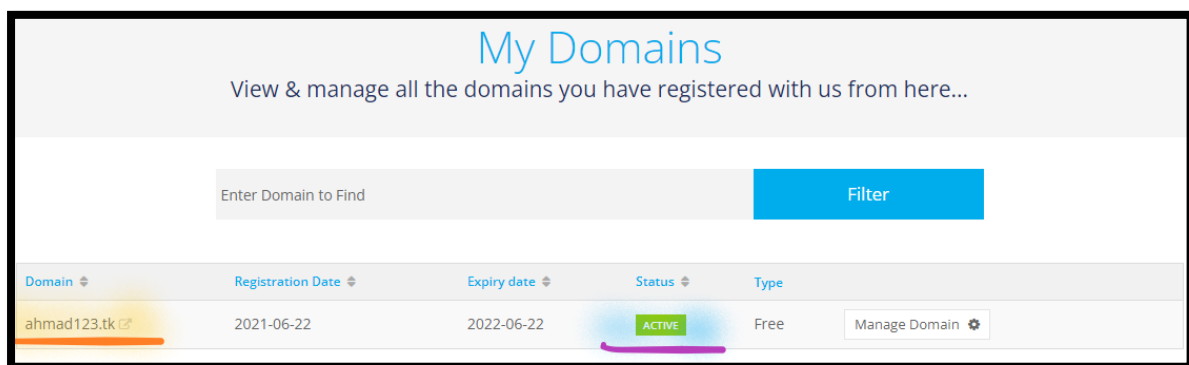 My Domains
View & manage all the domains you have registered with us from here...
Enter Domain to Find
Filter
Domain Registration Date Expiry date Status Type
ahmad123.tk 2021-06-22 2022-06-22 ACTIVE Free Manage Domain